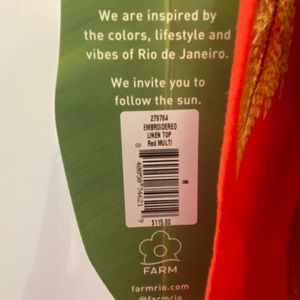 We are inspired by
the colors, lifestyle and
vibes of Rio de Janeiro.
We invite you to
follow the sun.
279764
EMBROIDERED
LINEN TOP
Red MULTI
M
$115.00
FARM
farmrio.com
@farmrio